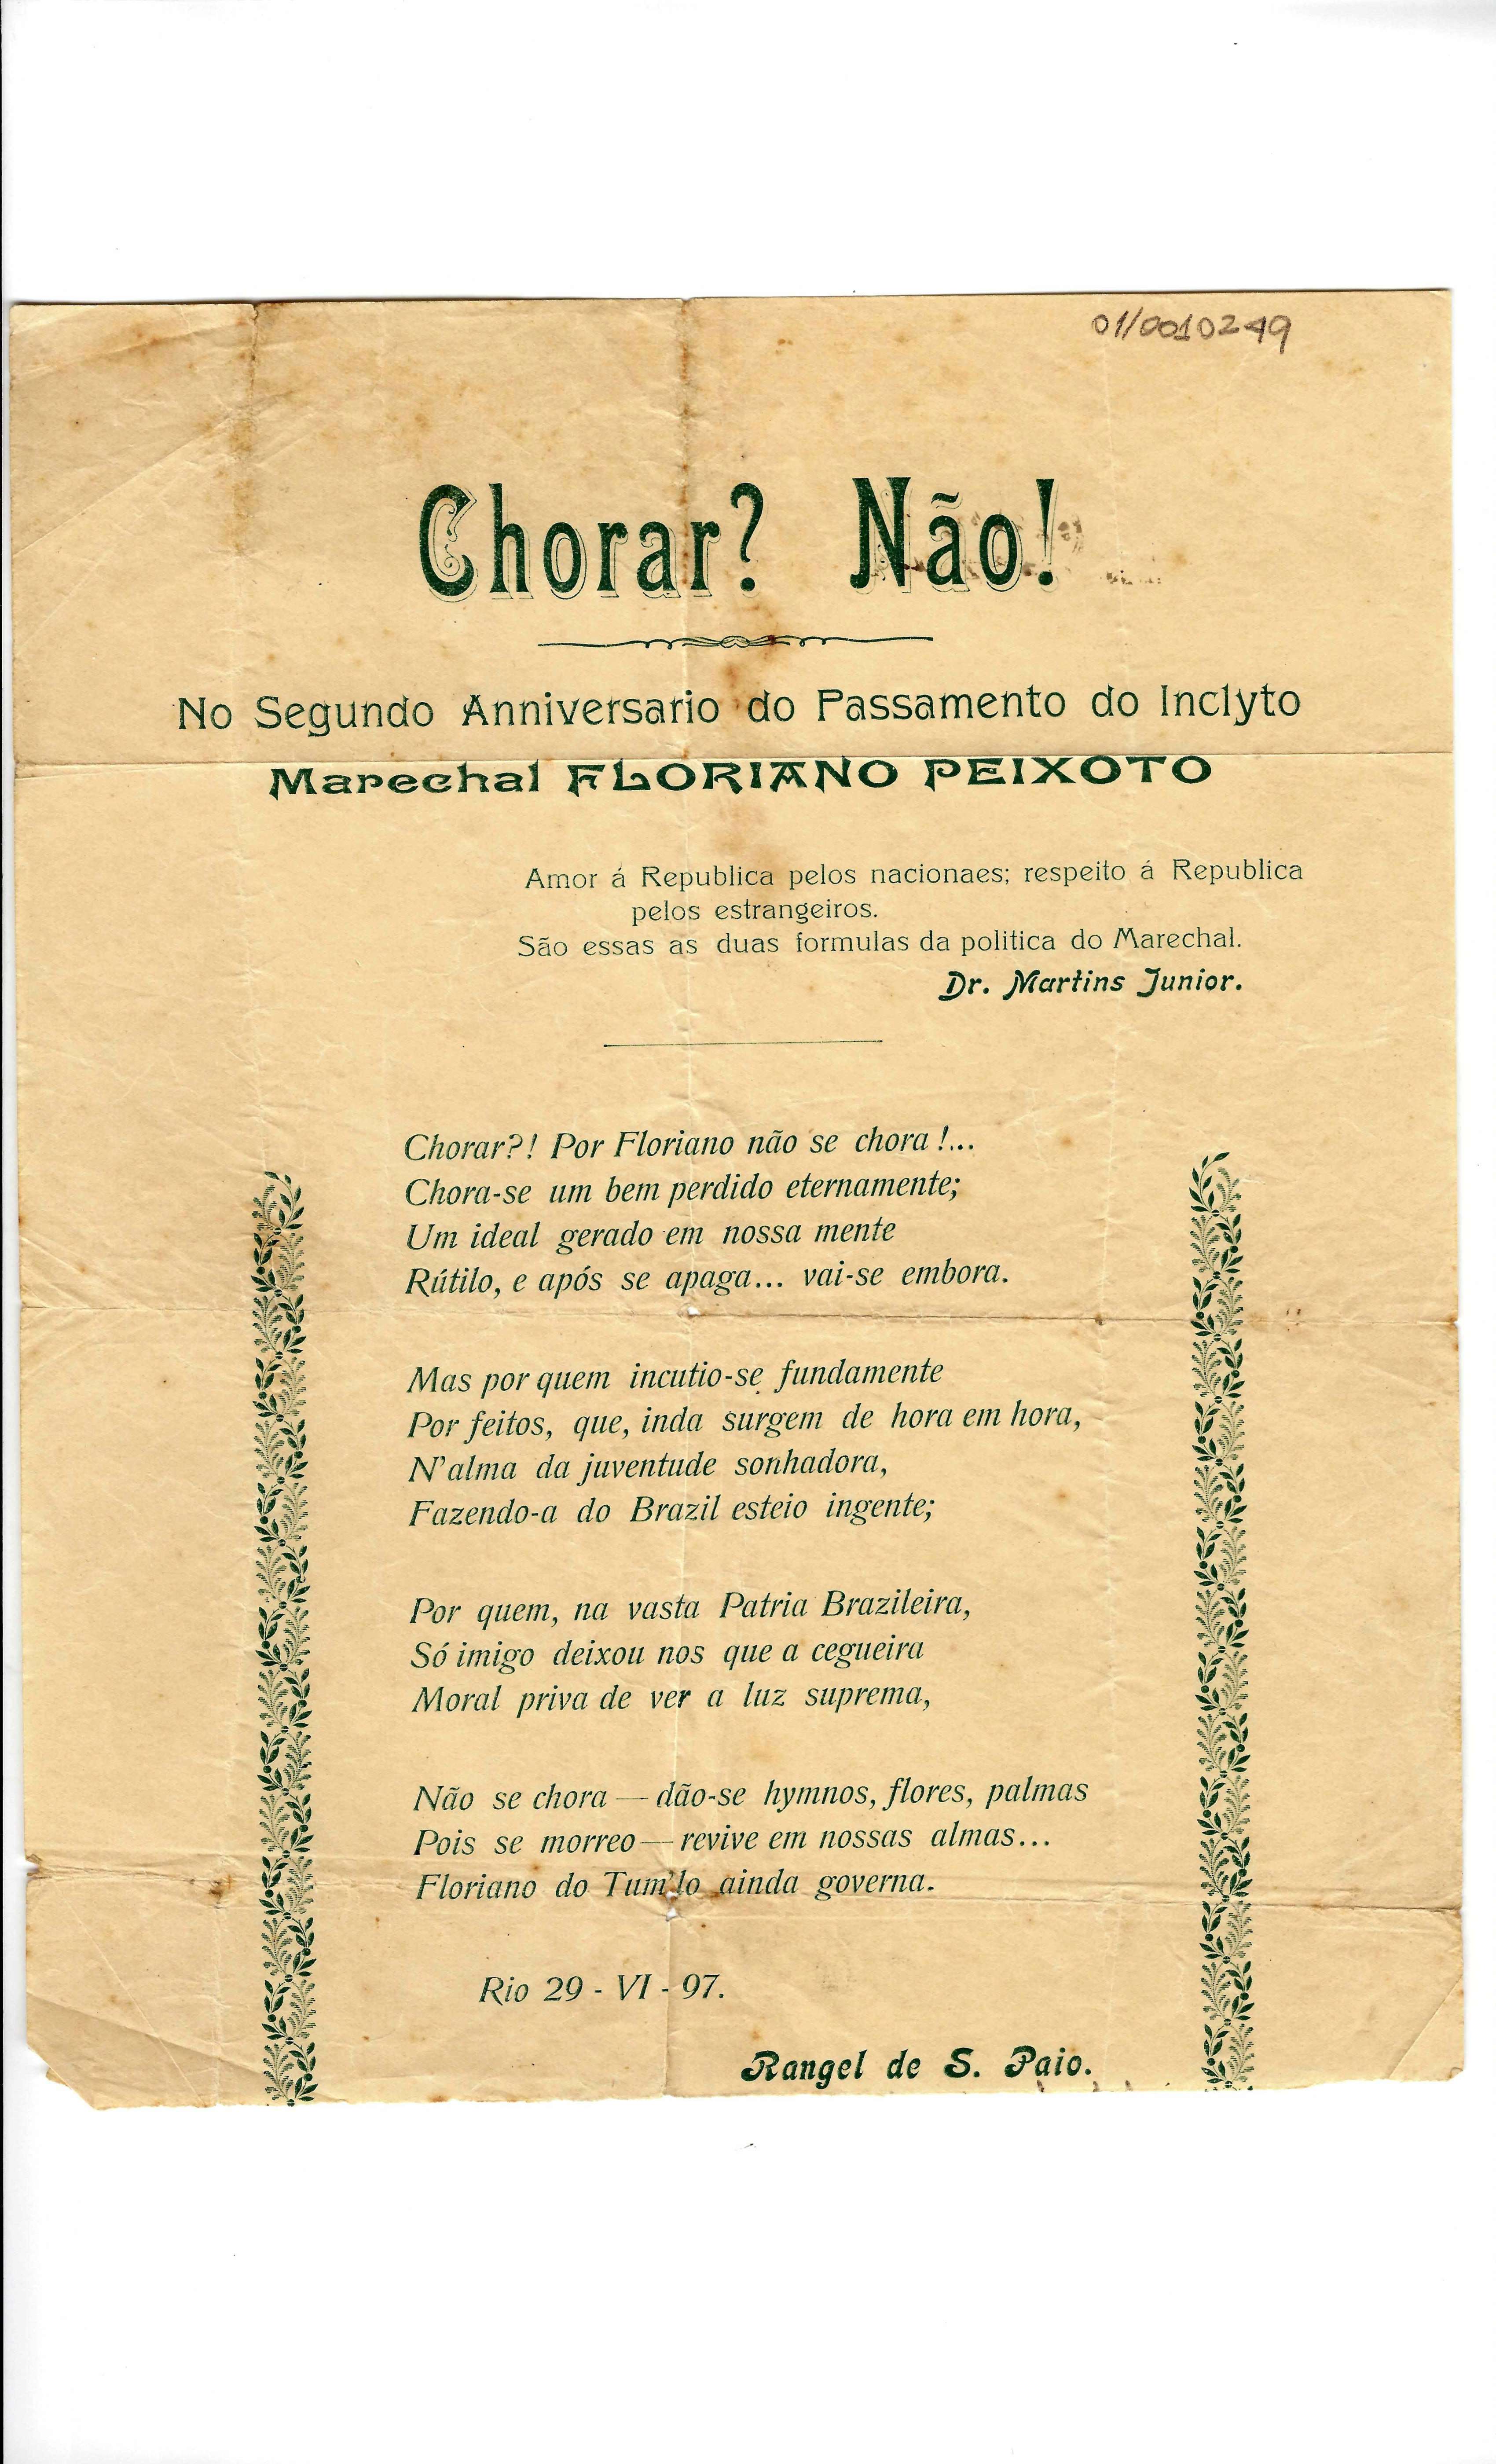 01/0010249
Chorar? Não!
No Segundo Anniversario do Passamento do Inclyto
Marechal FLORIANO PEIXOTO
Amor á Republica pelos nacionaes; respeito á Republica
pelos estrangeiros.
São essas as duas formulas da politica do Marechal.
Dr. Martins Junior.
Chorar?! Por Floriano não se chora!...
Chora-se um bem perdido eternamente;
Um ideal gerado em nossa mente
Rútilo, e após se apaga... vai-se embora.
Mas por quem incutio-se fundamente
Por feitos, que, inda surgem de hora em hora,
N'alma da juventude sonhadora,
Fazendo-a do Brazil esteio ingente;
Por quem, na vasta Patria Brazileira,
Só imigo deixou nos que a cegueira
Moral priva de ver a luz suprema,
Não se chora — dão-se hymnos, flores, palmas
Pois se morreo — revive em nossas almas...
Floriano do Tum'lo ainda governa.
Rio 29 - VI - 97.
Rangel de S. Paio.